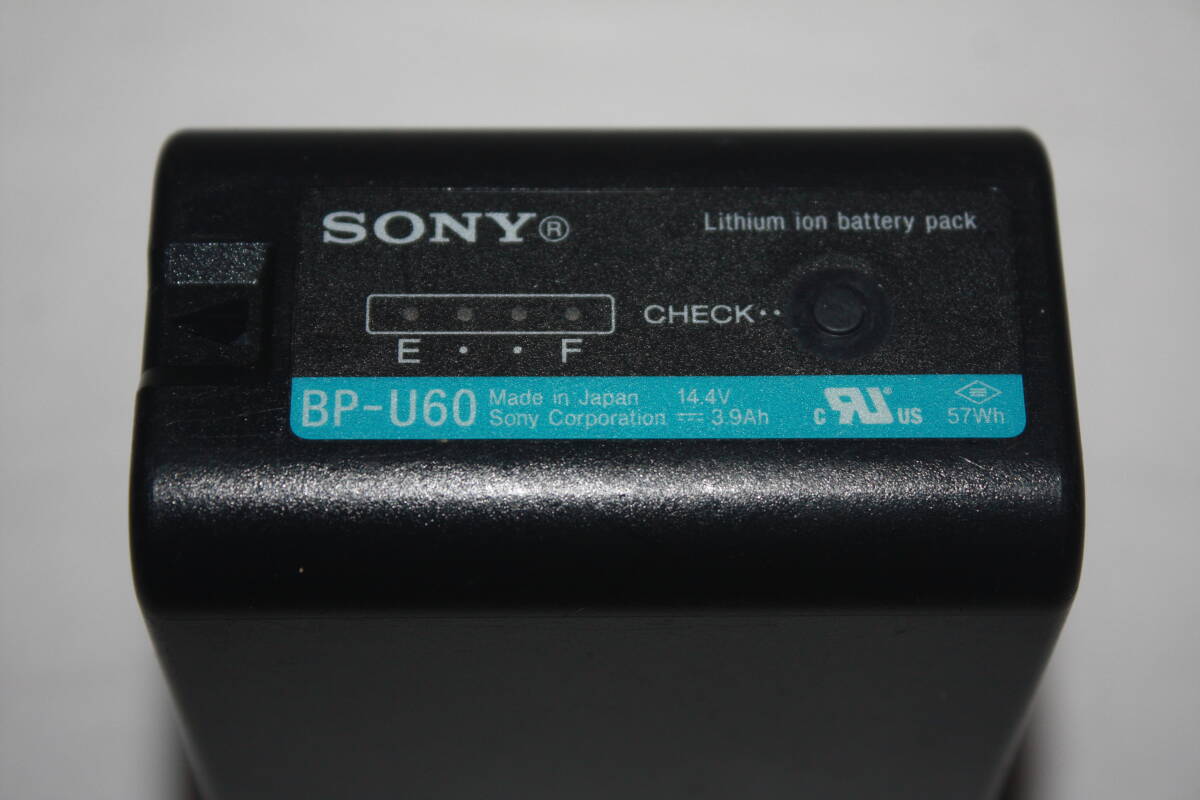 SONY®
Lithium ion battery pack
CHECK··
E · · F
BP-U60
Made in Japan
Sony Corporation
14.4V
⎓ 3.9Ah
c RU US
57Wh